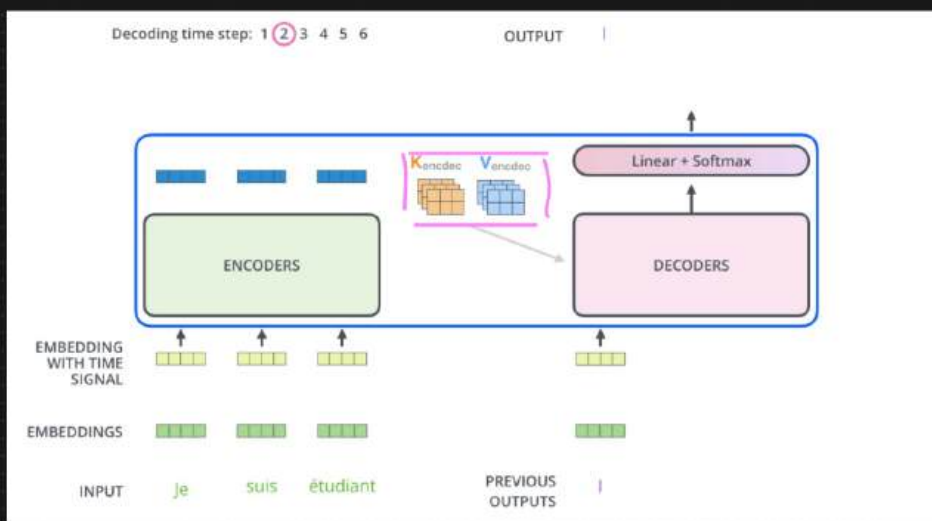 Decoding time step: 1 2 3 4 5 6
OUTPUT I
Kencdec Vencdec
Linear + Softmax
ENCODERS
DECODERS
EMBEDDING
WITH TIME
SIGNAL
EMBEDDINGS
INPUT Je suis étudiant
PREVIOUS
OUTPUTS I